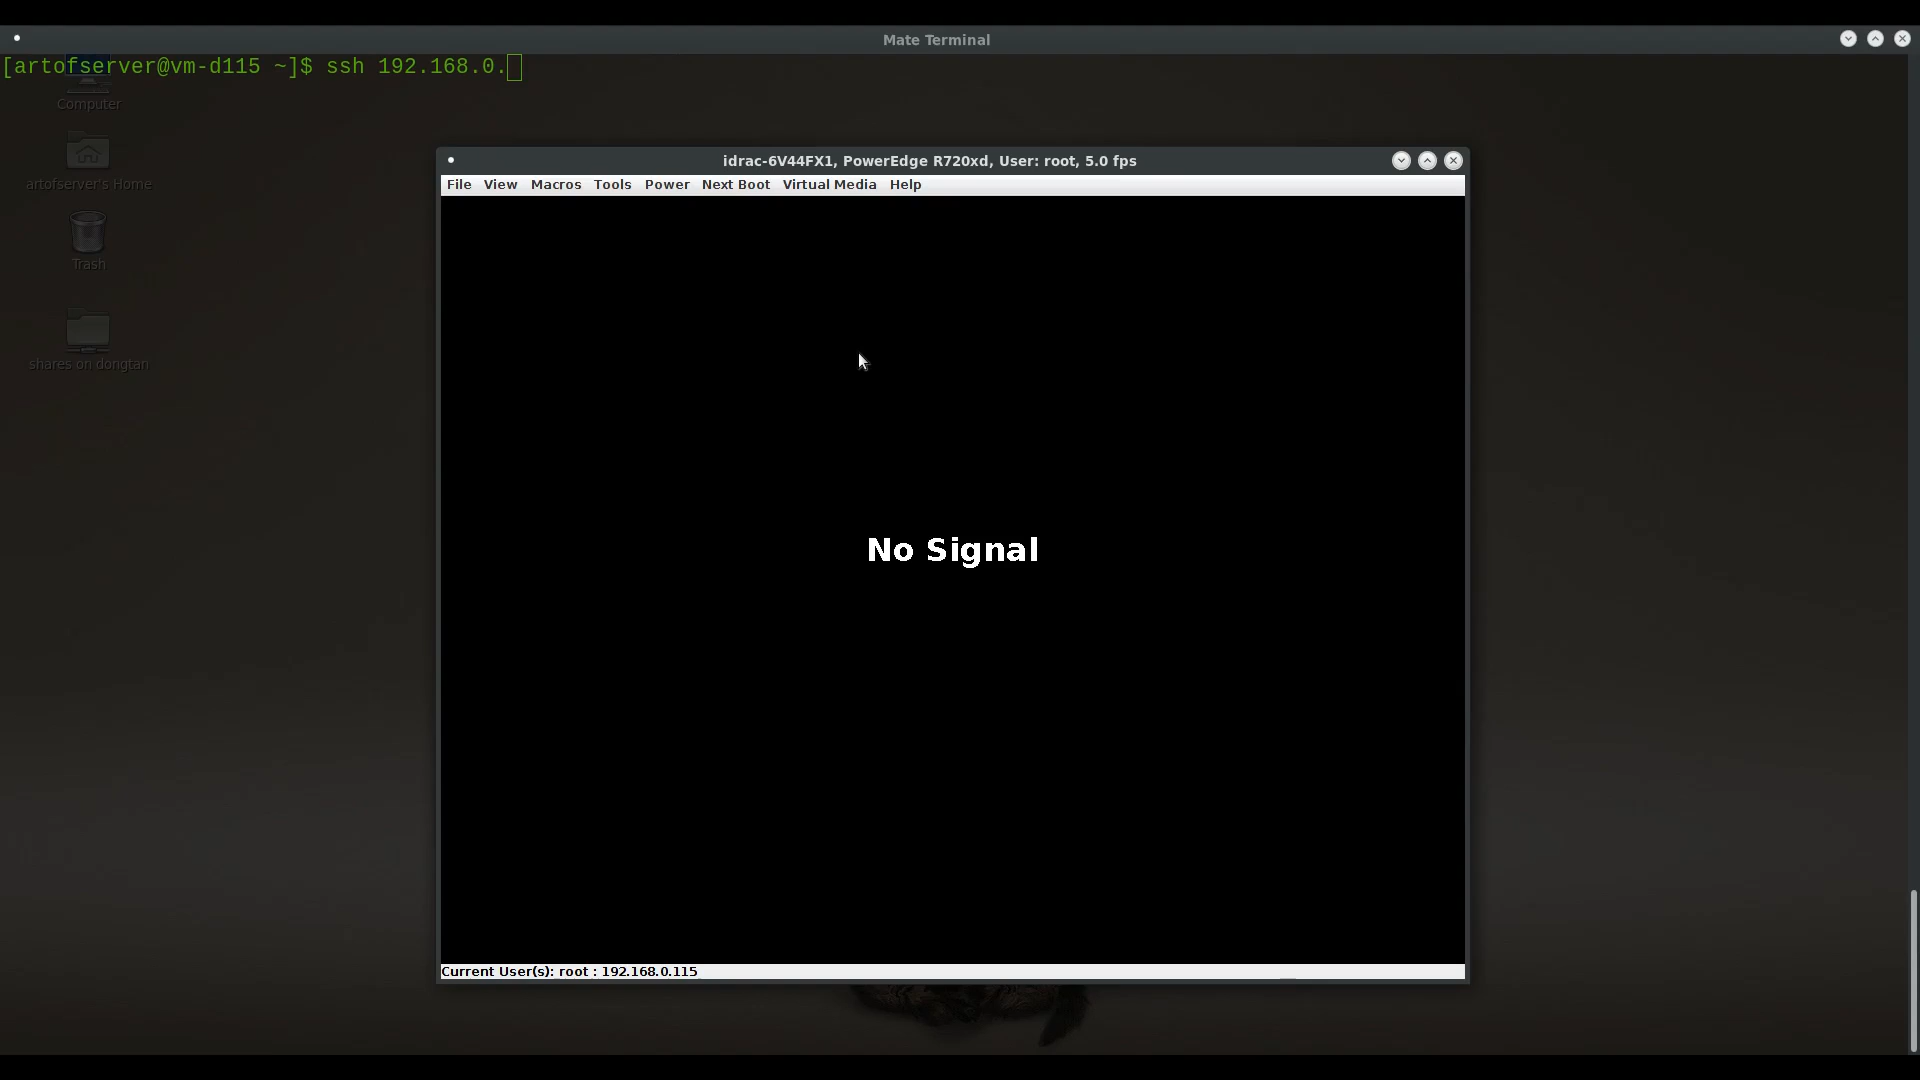 Mate Terminal
[artofserver@vm-d115 ~]$ ssh 192.168.0.
Computer
artofserver's Home
Trash
shares on dongtan
idrac-6V44FX1, PowerEdge R720xd, User: root, 5.0 fps
File View Macros Tools Power Next Boot Virtual Media Help
No Signal
Current User(s): root : 192.168.0.115